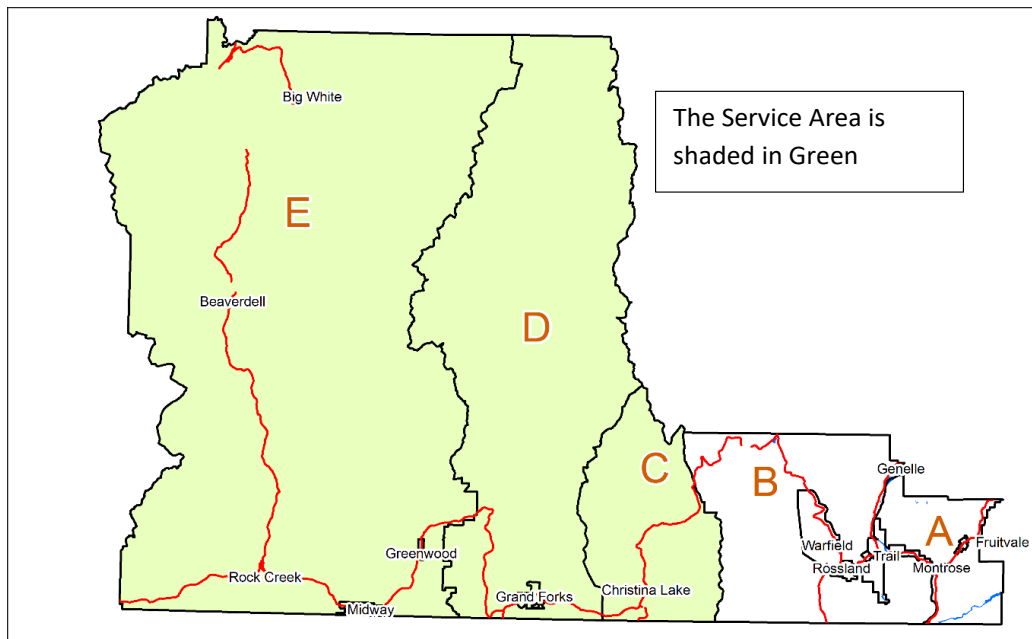 Big White
The Service Area is
shaded in Green
E
Beaverdell
D
C
B
Genelle
A
Warfield
Fruitvale
Greenwood
Trail
Rossland
Montrose
Rock Creek
Christina Lake
Grand Forks
Midway